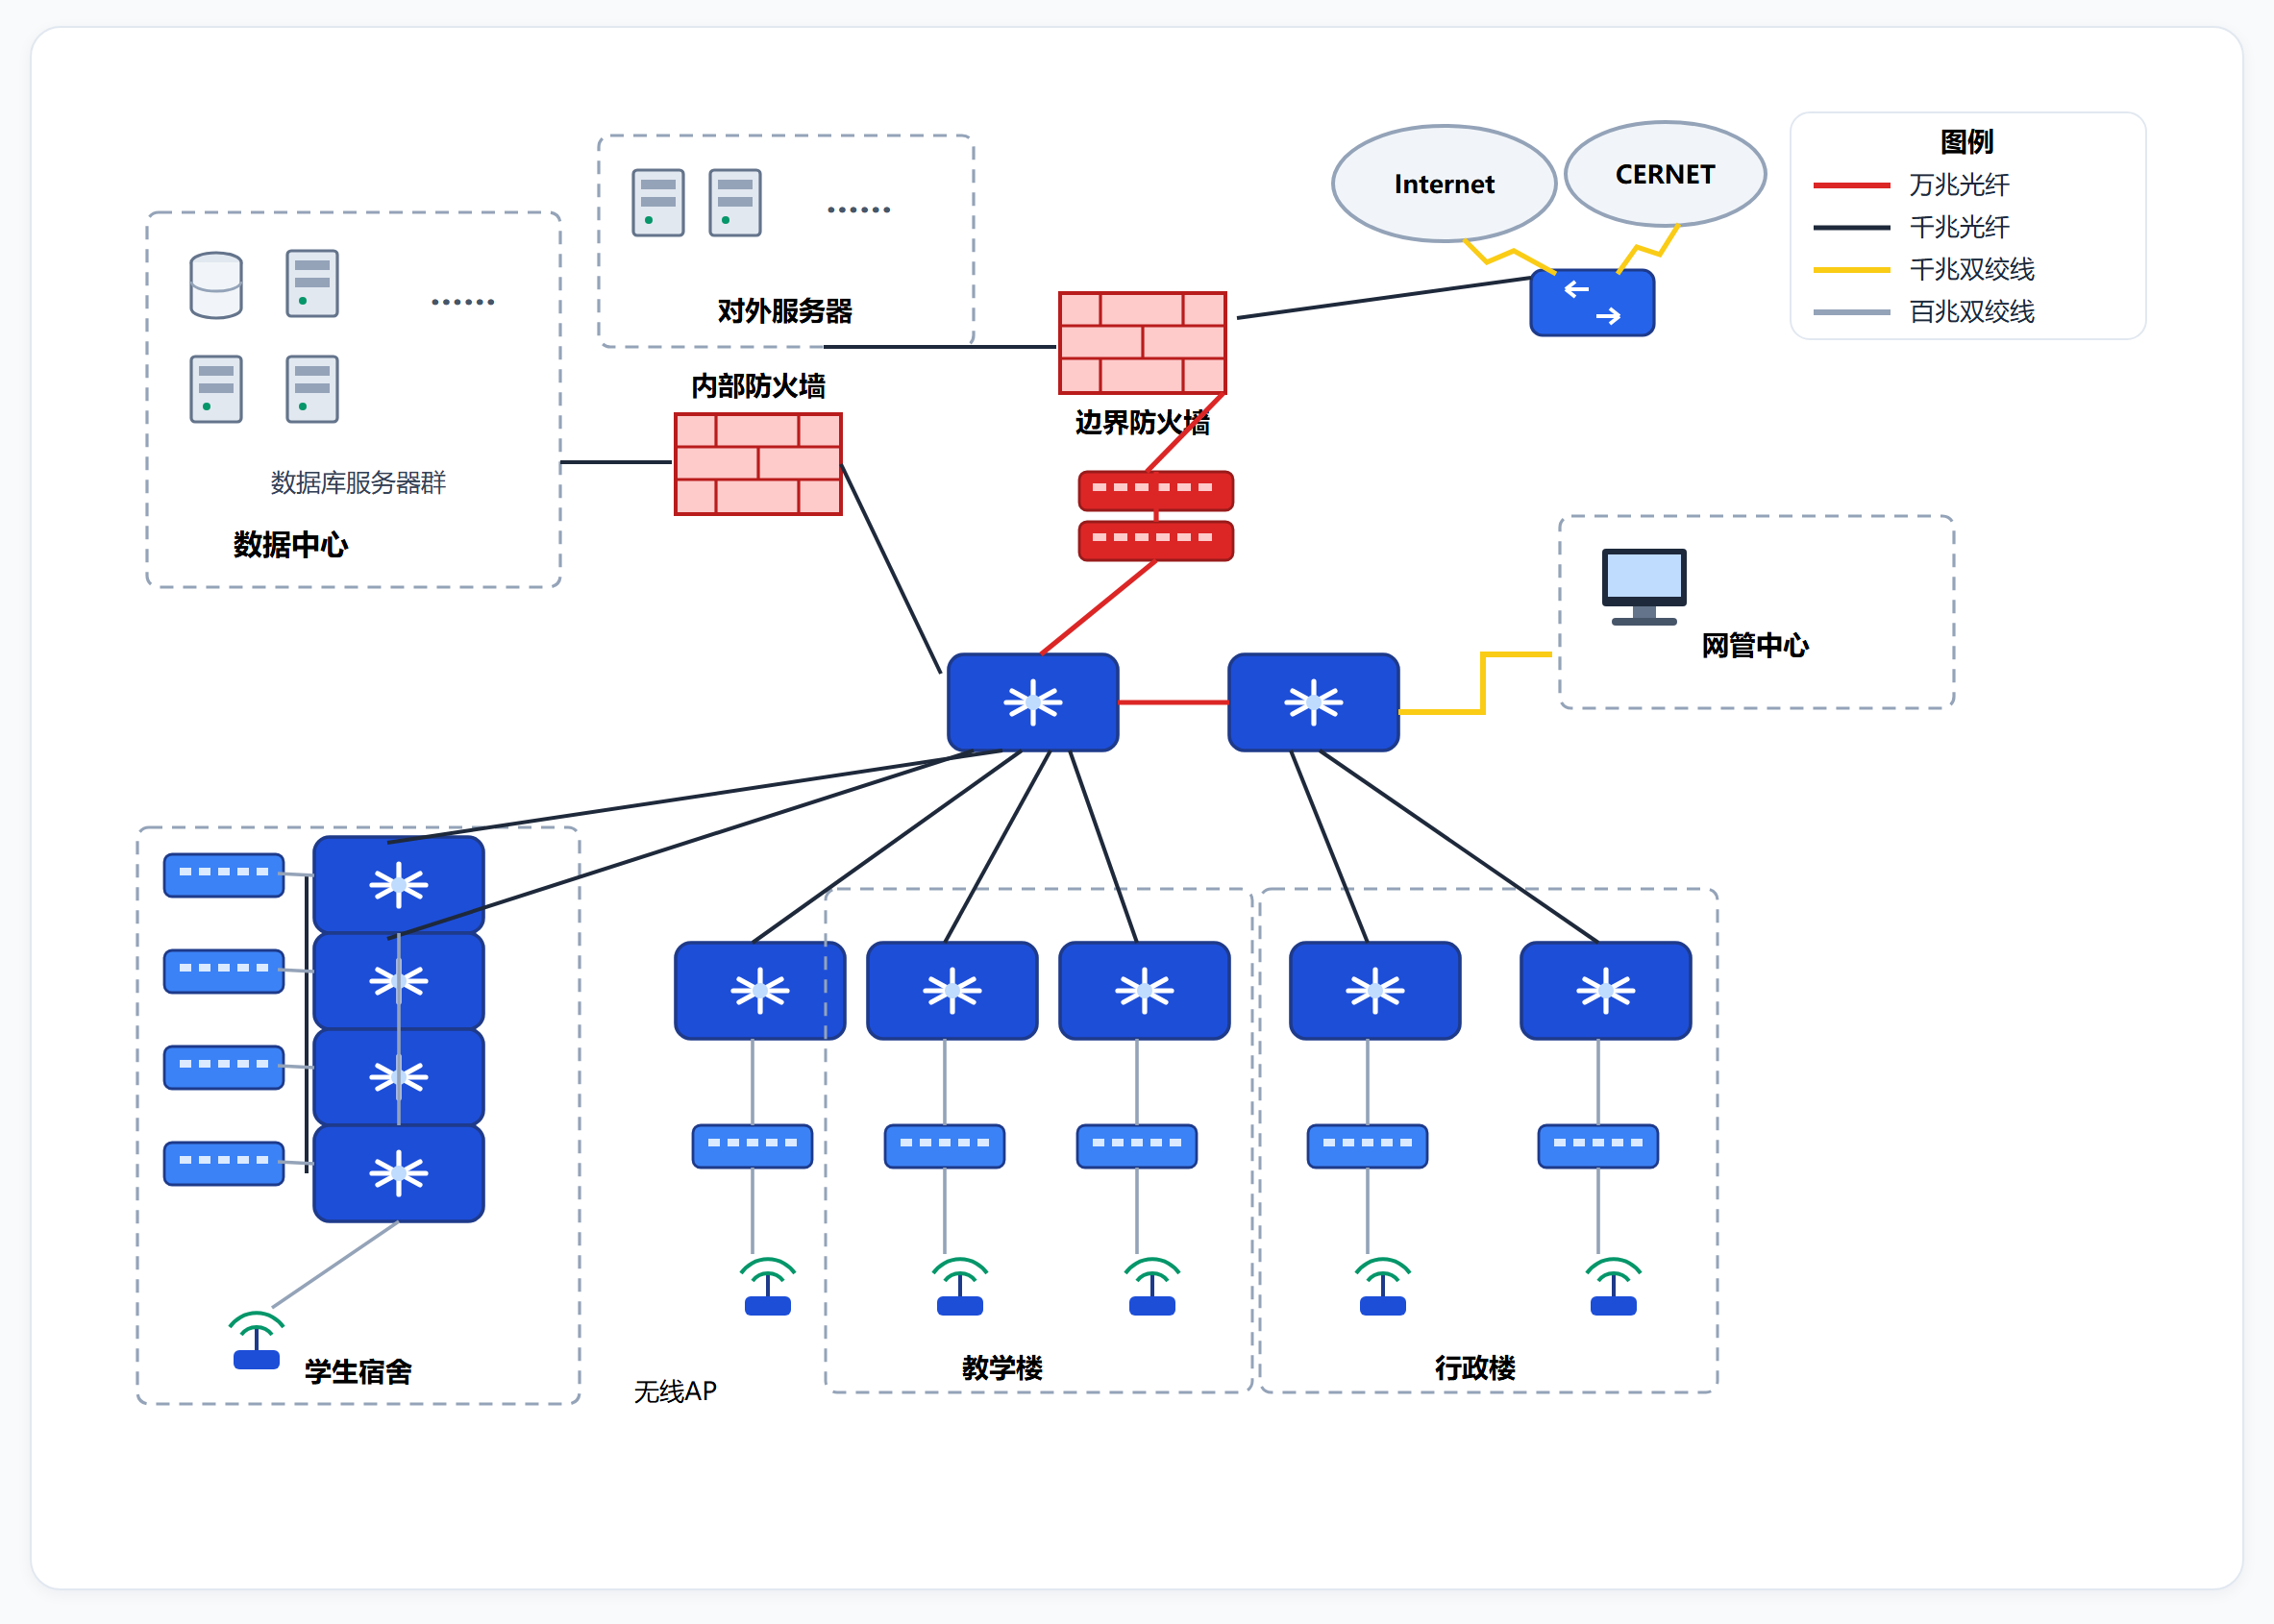 Internet
CERNET
图例
万兆光纤
千兆光纤
千兆双绞线
百兆双绞线
......
对外服务器
......
内部防火墙
边界防火墙
数据库服务器群
数据中心
网管中心
学生宿舍
教学楼
行政楼
无线AP